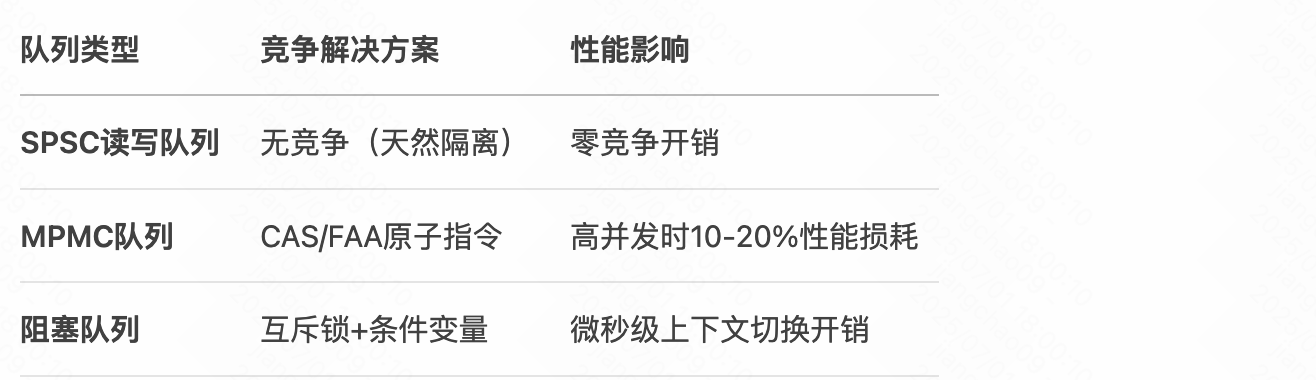 队列类型 竞争解决方案 性能影响
SPSC读写队列 无竞争（天然隔离） 零竞争开销
MPMC队列 CAS/FAA原子指令 高并发时10-20%性能损耗
阻塞队列 互斥锁+条件变量 微秒级上下文切换开销